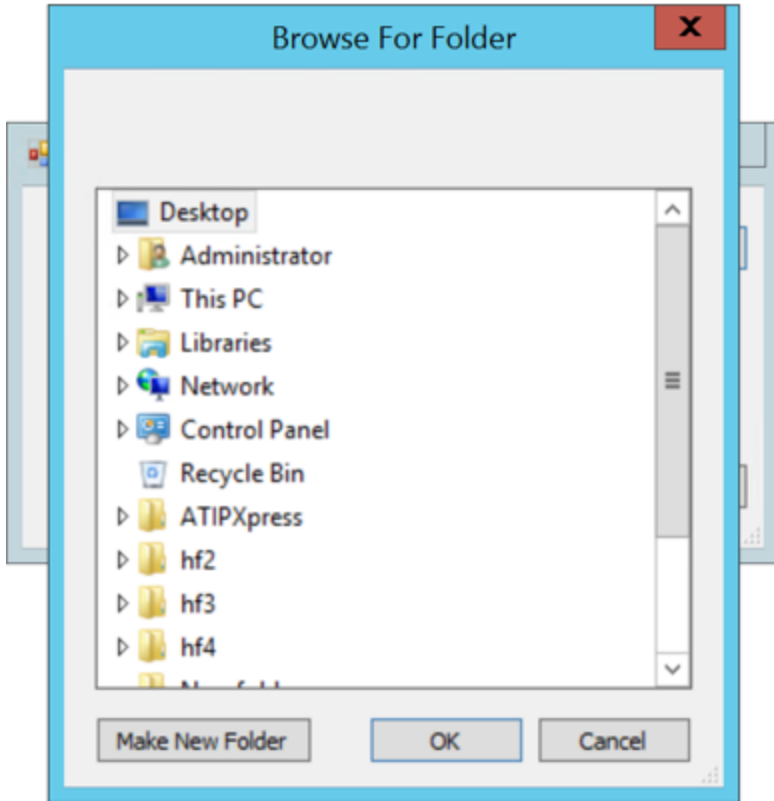 Browse For Folder
Desktop
Administrator
This PC
Libraries
Network
Control Panel
Recycle Bin
ATIPXpress
hf2
hf3
hf4
Make New Folder
OK
Cancel